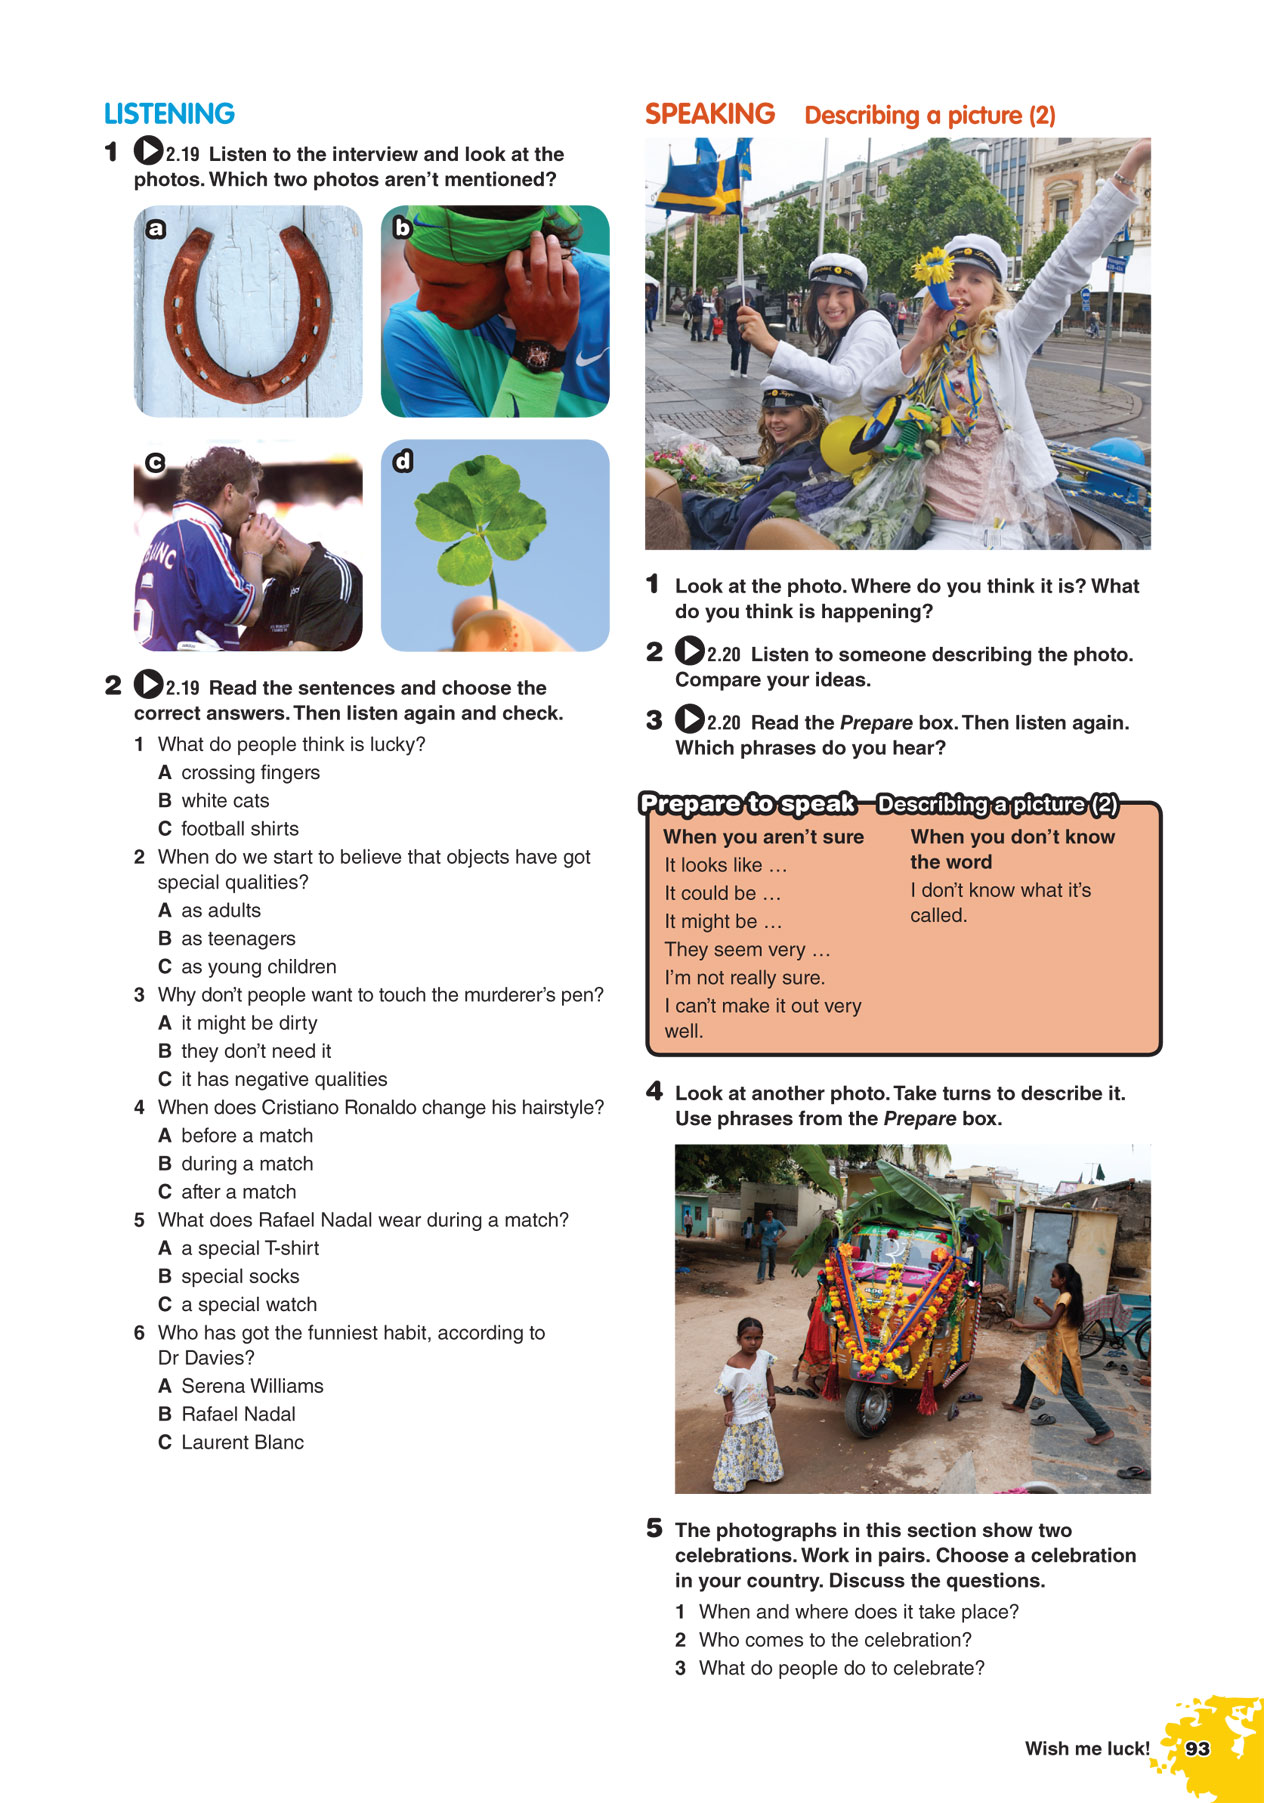 LISTENING
1 2.19 Listen to the interview and look at the
photos. Which two photos aren't mentioned?
a
b
c
d
2 2.19 Read the sentences and choose the
correct answers. Then listen again and check.
1 What do people think is lucky?
A crossing fingers
B white cats
C football shirts
2 When do we start to believe that objects have got
special qualities?
A as adults
B as teenagers
C as young children
3 Why don't people want to touch the murderer's pen?
A it might be dirty
B they don't need it
C it has negative qualities
4 When does Cristiano Ronaldo change his hairstyle?
A before a match
B during a match
C after a match
5 What does Rafael Nadal wear during a match?
A a special T-shirt
B special socks
C a special watch
6 Who has got the funniest habit, according to
Dr Davies?
A Serena Williams
B Rafael Nadal
C Laurent Blanc
SPEAKING Describing a picture (2)
1 Look at the photo. Where do you think it is? What
do you think is happening?
2 2.20 Listen to someone describing the photo.
Compare your ideas.
3 2.20 Read the Prepare box. Then listen again.
Which phrases do you hear?
Prepare to speak Describing a picture (2)
When you aren't sure
It looks like …
It could be …
It might be …
They seem very …
I'm not really sure.
I can't make it out very
well.
When you don't know
the word
I don't know what it's
called.
4 Look at another photo. Take turns to describe it.
Use phrases from the Prepare box.
5 The photographs in this section show two
celebrations. Work in pairs. Choose a celebration
in your country. Discuss the questions.
1 When and where does it take place?
2 Who comes to the celebration?
3 What do people do to celebrate?
Wish me luck! 93